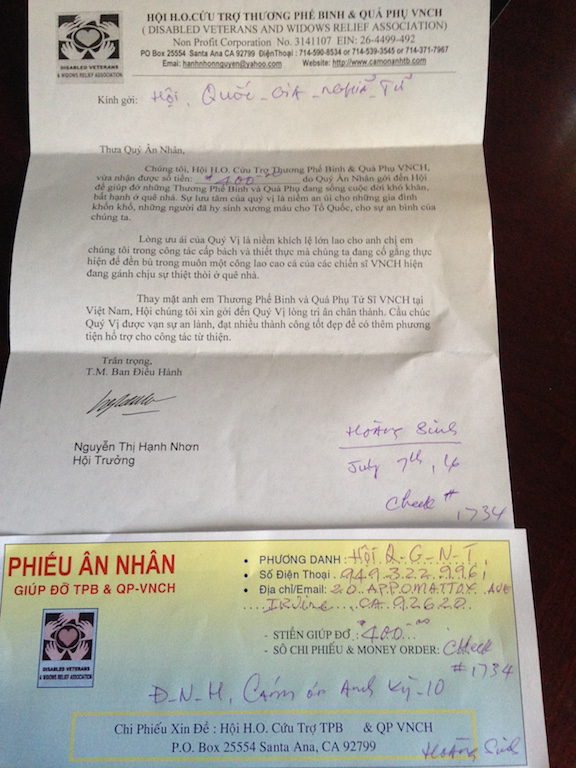 HỘI H.O.CỨU TRỢ THƯƠNG PHẾ BINH & QUẢ PHỤ VNCH
( DISABLED VETERANS AND WIDOWS RELIEF ASSOCIATION)
Non Profit Corporation No. 3141107 EIN: 26-4499-492
PO Box 25554 Santa Ana CA 92799 ĐiệnThoại : 714-590-8534 or 714-539-3545 or 714-371-7967
Emai: hanhnhonnguyen@yahoo.com Website: http://www.camonanhtb.com
DISABLED VETERANS
& WIDOWS RELIEF ASSOCIATION
Kính gởi: Hội Quốc - Gia - Nghĩa - Tử
Thưa Quý Ân Nhân,
Chúng tôi, Hội H.O. Cứu Trợ Thương Phế Binh & Quả Phụ VNCH,
vừa nhận được số tiền: $400.00 do Quý Ân Nhân gởi đến Hội
để giúp đỡ những Thương Phế Binh và Quả Phụ đang sống cuộc đời khó khăn,
bất hạnh ở quê nhà. Sự lưu tâm của quý vị là niềm an ủi cho những gia đình
khốn khổ, những người đã hy sinh xương máu cho Tổ Quốc, cho sự an bình của
chúng ta.
Lòng ưu ái của Quý Vị là niềm khích lệ lớn lao cho anh chị em
chúng tôi trong công tác cấp bách và thiết thực mà chúng ta đang cố gắng thực
hiện để đền bù trong muôn một công lao cao cả của các chiến sĩ VNCH hiện
đang gánh chịu sự thiệt thòi ở quê nhà.
Thay mặt anh em Thương Phế Binh và Quả Phụ Tử Sĩ VNCH tại
Việt Nam, Hội chúng tôi xin gởi đến Quý Vị lòng tri ân chân thành. Cầu chúc
Quý Vị được vạn sự an lành, đạt nhiều thành công tốt đẹp để có thêm phương
tiện hổ trợ cho công tác từ thiện.
Trân trọng,
T.M. Ban Điều Hành
Nguyễn Thị Hạnh Nhơn
Hội Trưởng
Hoàng Sinh
July 7th, 16
Check #
1734
PHIẾU ÂN NHÂN
GIÚP ĐỠ TPB & QP-VNCH
DISABLED VETERANS
& WIDOWS RELIEF ASSOCIATION
• PHƯƠNG DANH : Hội Q-G-N-T
• Số Điện Thoại : 949.322.9961
• Địa chỉ/Email: 20 APPOMATTOX AVE
IRVine CA 92620
- STIỀN GIÚP ĐỠ : $400.00
- SỐ CHI PHIẾU & MONEY ORDER: Check
#1734
Đ-N-H, Cám ơn Anh Kỳ-10
Chi Phiếu Xin Đề : Hội H.O. Cứu Trợ TPB & QP VNCH
P.O. Box 25554 Santa Ana, CA 92799
Hoàng Sinh